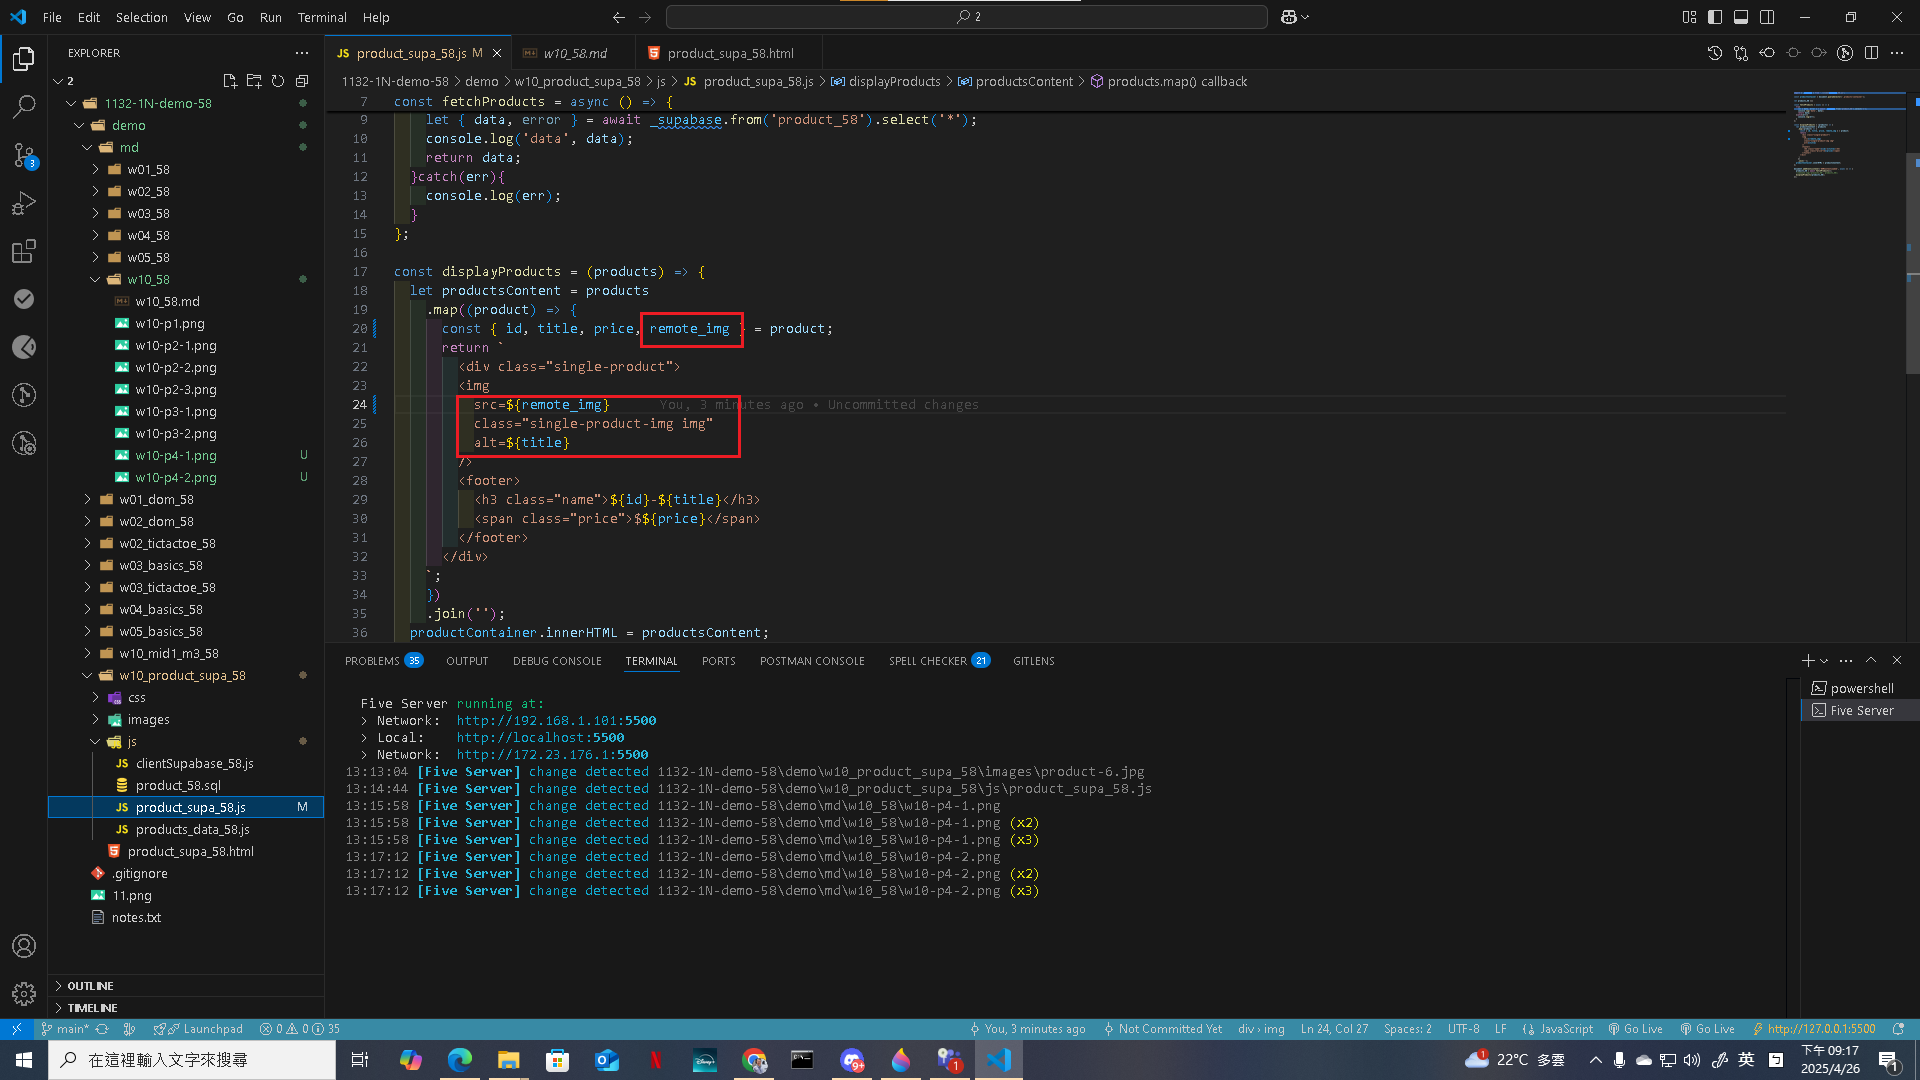 File Edit Selection View Go Run Terminal Help
2
EXPLORER
2
1132-1N-demo-58
demo
md
w01_58
w02_58
w03_58
w04_58
w05_58
w10_58
w10_58.md
w10-p1.png
w10-p2-1.png
w10-p2-2.png
w10-p2-3.png
w10-p3-1.png
w10-p3-2.png
w10-p4-1.png U
w10-p4-2.png U
w01_dom_58
w02_dom_58
w02_tictactoe_58
w03_basics_58
w03_tictactoe_58
w04_basics_58
w05_basics_58
w10_mid1_m3_58
w10_product_supa_58
css
images
js
JS clientSupabase_58.js
product_58.sql
JS product_supa_58.js M
JS products_data_58.js
product_supa_58.html
.gitignore
11.png
notes.txt
OUTLINE
TIMELINE
3
JS product_supa_58.js M
w10_58.md
product_supa_58.html
1132-1N-demo-58 > demo > w10_product_supa_58 > js > JS product_supa_58.js > displayProducts > productsContent > products.map() callback
7 const fetchProducts = async () => {
9 let { data, error } = await _supabase.from('product_58').select('*');
10 console.log('data', data);
11 return data;
12 }catch(err){
13 console.log(err);
14 }
15 };
16
17 const displayProducts = (products) => {
18 let productsContent = products
19 .map((product) => {
20 const { id, title, price, remote_img } = product;
21 return `
22 <div class="single-product">
23 <img
24 src=${remote_img} You, 3 minutes ago • Uncommitted changes
25 class="single-product-img img"
26 alt=${title}
27 />
28 <footer>
29 <h3 class="name">${id}-${title}</h3>
30 <span class="price">$${price}</span>
31 </footer>
32 </div>
33 `;
34 })
35 .join('');
36 productContainer.innerHTML = productsContent;
PROBLEMS 35 OUTPUT DEBUG CONSOLE TERMINAL PORTS POSTMAN CONSOLE SPELL CHECKER 21 GITLENS
powershell
Five Server
Five Server running at:
> Network: http://192.168.1.101:5500
> Local: http://localhost:5500
> Network: http://172.23.176.1:5500
13:13:04 [Five Server] change detected 1132-1N-demo-58\demo\w10_product_supa_58\images\product-6.jpg
13:14:44 [Five Server] change detected 1132-1N-demo-58\demo\w10_product_supa_58\js\product_supa_58.js
13:15:58 [Five Server] change detected 1132-1N-demo-58\demo\md\w10_58\w10-p4-1.png
13:15:58 [Five Server] change detected 1132-1N-demo-58\demo\md\w10_58\w10-p4-1.png (x2)
13:15:58 [Five Server] change detected 1132-1N-demo-58\demo\md\w10_58\w10-p4-1.png (x3)
13:17:12 [Five Server] change detected 1132-1N-demo-58\demo\md\w10_58\w10-p4-2.png
13:17:12 [Five Server] change detected 1132-1N-demo-58\demo\md\w10_58\w10-p4-2.png (x2)
13:17:12 [Five Server] change detected 1132-1N-demo-58\demo\md\w10_58\w10-p4-2.png (x3)
main* Launchpad 0 0 35 You, 3 minutes ago Not Committed Yet div › img Ln 24, Col 27 Spaces: 2 UTF-8 LF JavaScript Go Live Go Live http://127.0.0.1:5500
在這裡輸入文字來搜尋
9+
1
1 22°C 多雲
英
下午 09:17
2025/4/26
1